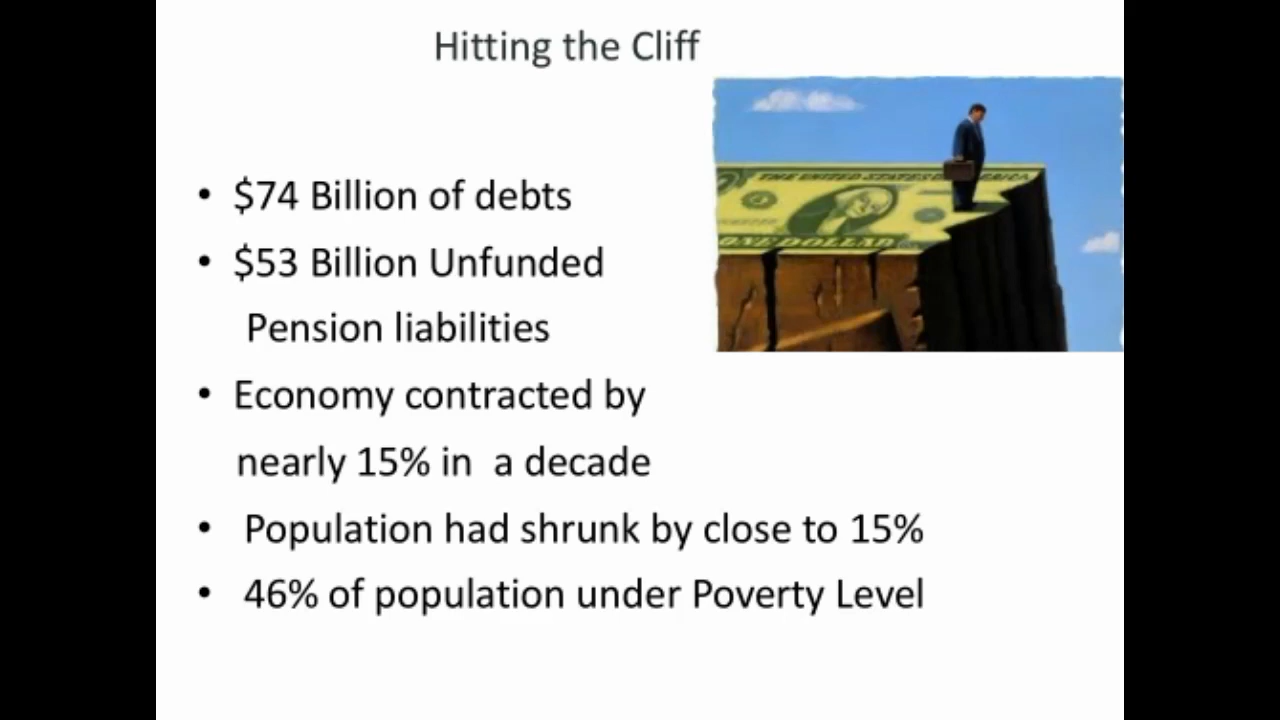 Hitting the Cliff
THE UNITED STATES AMERICA
ONE DOLLAR
• $74 Billion of debts
• $53 Billion Unfunded
Pension liabilities
• Economy contracted by
nearly 15% in a decade
• Population had shrunk by close to 15%
• 46% of population under Poverty Level